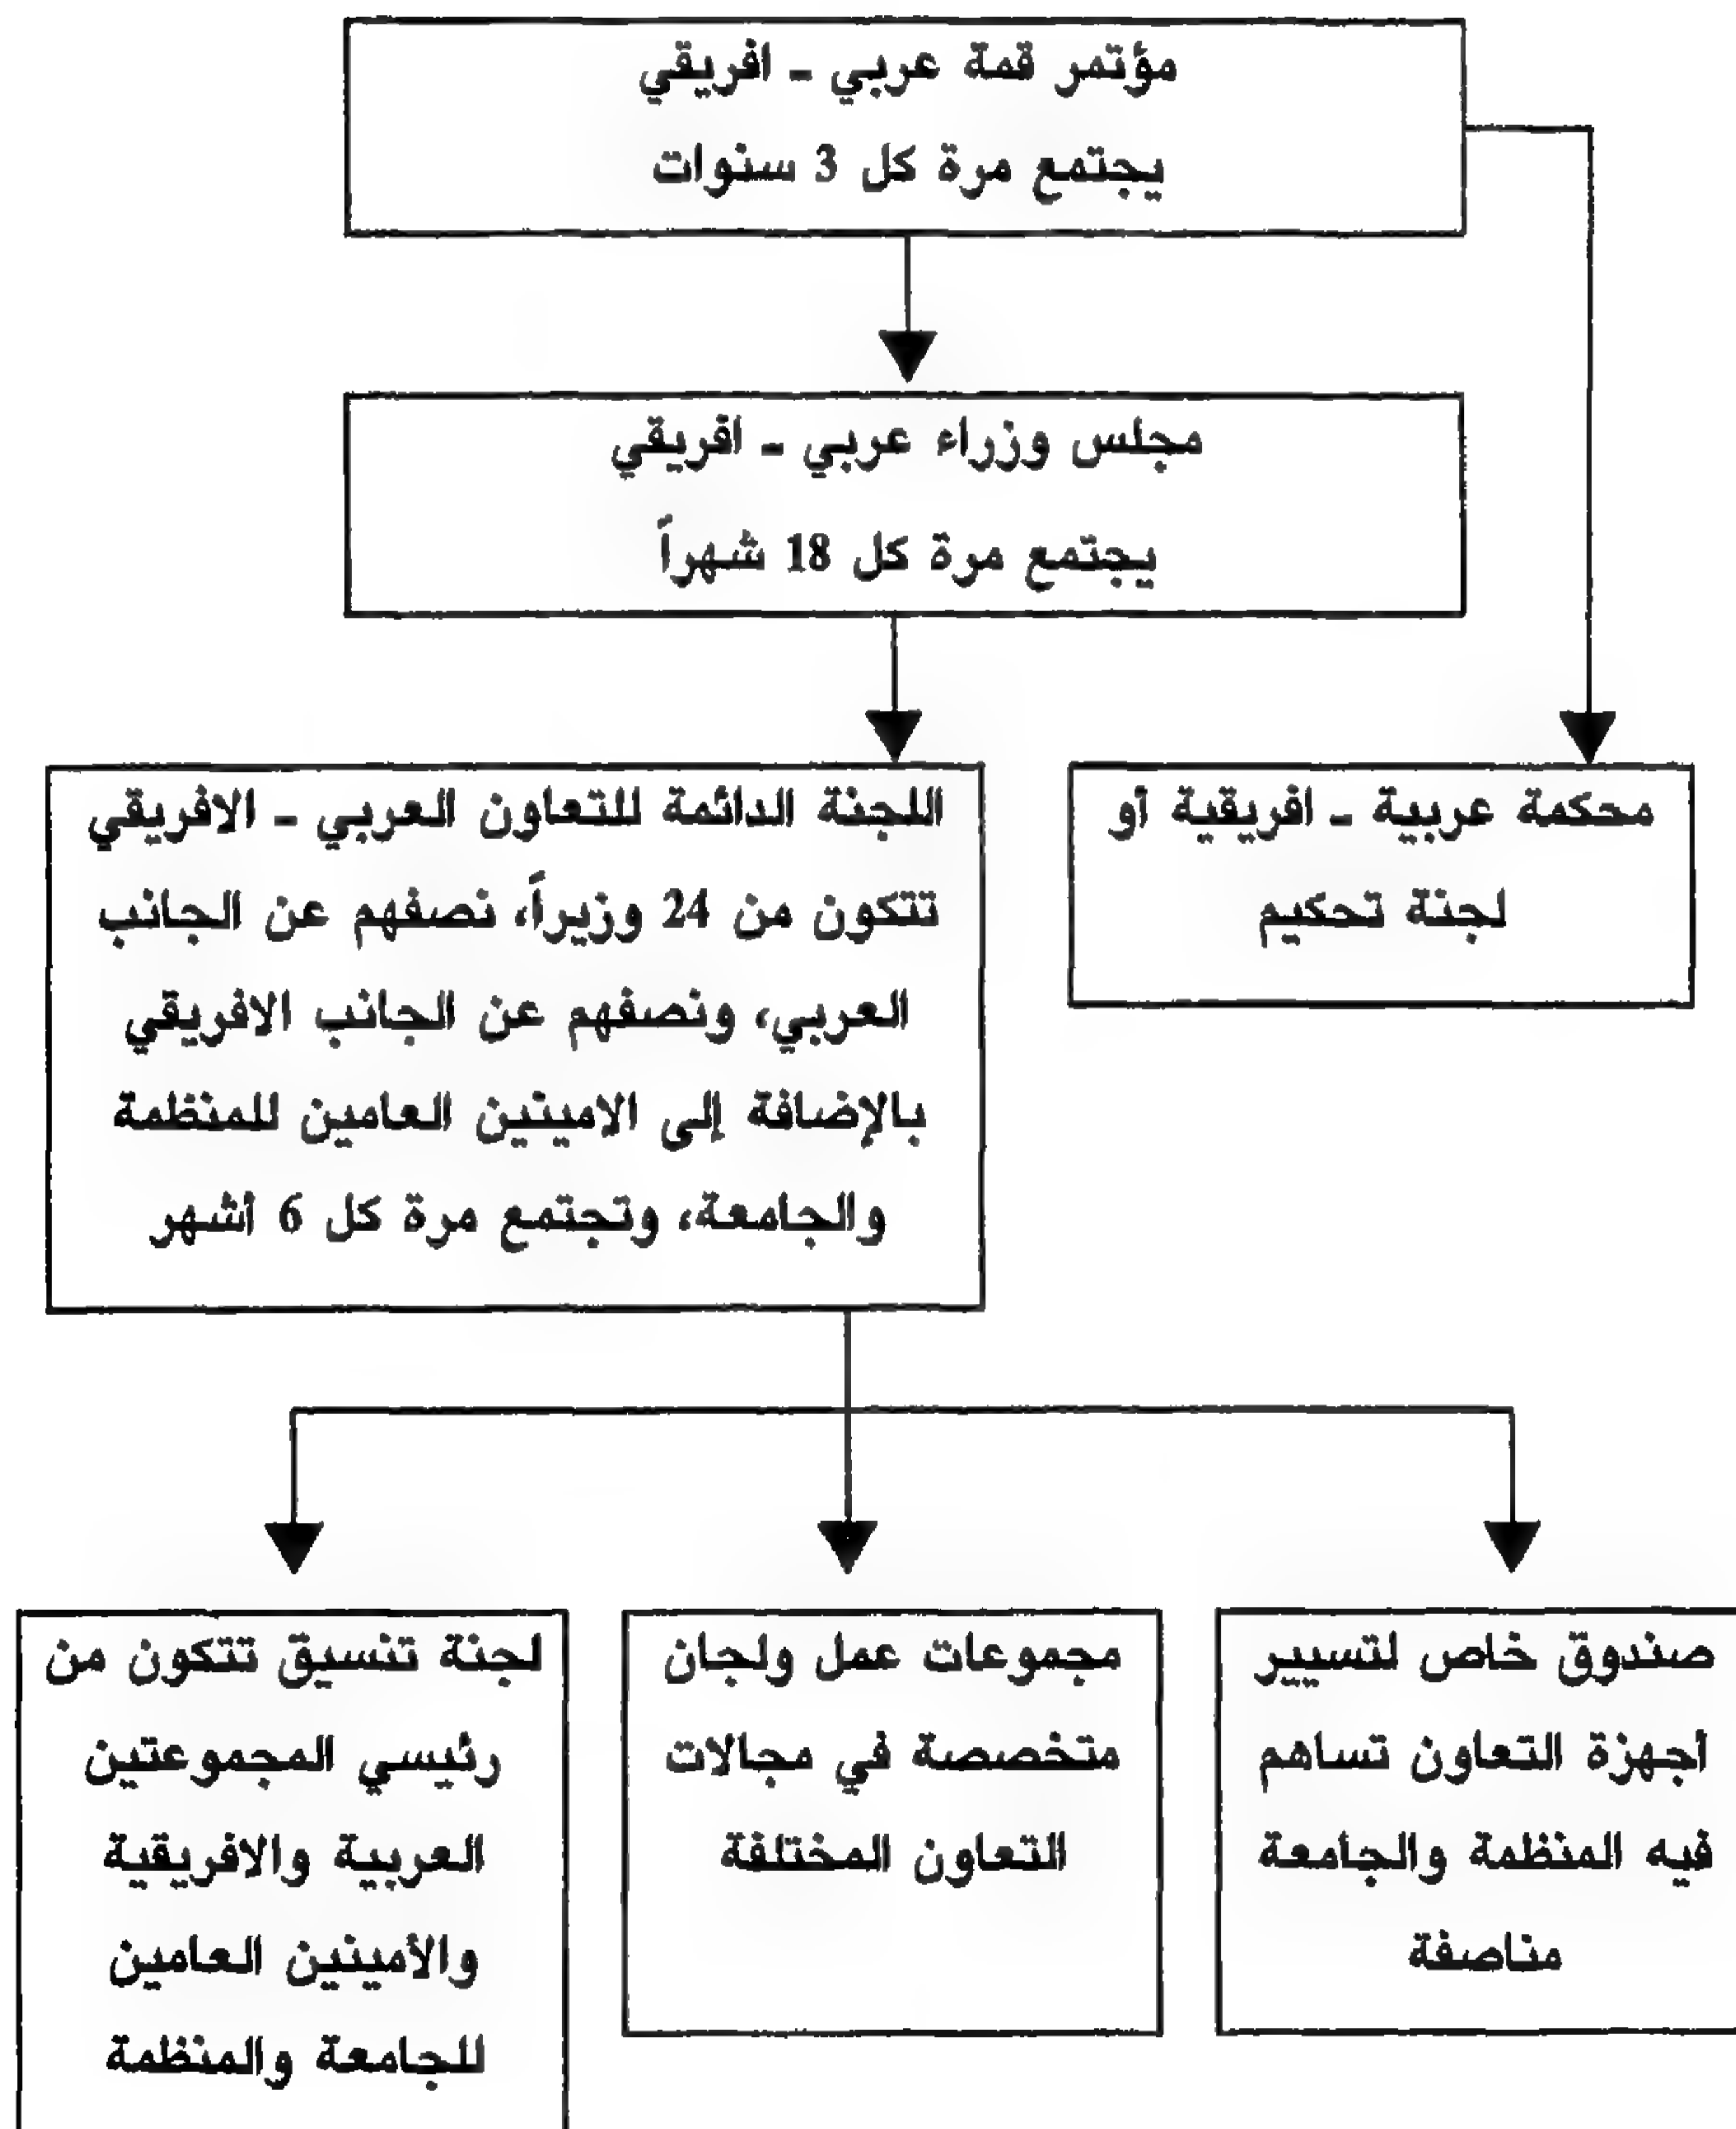 مؤتمر قمة عربي - افريقي
يجتمع مرة كل 3 سنوات
مجلس وزراء عربي - افريقي
يجتمع مرة كل 18 شهراً
محكمة عربية - افريقية أو
لجنة تحكيم
اللجنة الدائمة للتعاون العربي - الافريقي
تتكون من 24 وزيراً، نصفهم عن الجانب
العربي، ونصفهم عن الجانب الافريقي
بالإضافة إلى الامينين العامين للمنظمة
والجامعة، وتجتمع مرة كل 6 أشهر
صندوق خاص لتسيير
أجهزة التعاون تساهم
فيه المنظمة والجامعة
مناصفة
مجموعات عمل ولجان
متخصصة في مجالات
التعاون المختلفة
لجنة تنسيق تتكون من
رئيسي المجموعتين
العربية والافريقية
والأمينين العامين
للجامعة والمنظمة